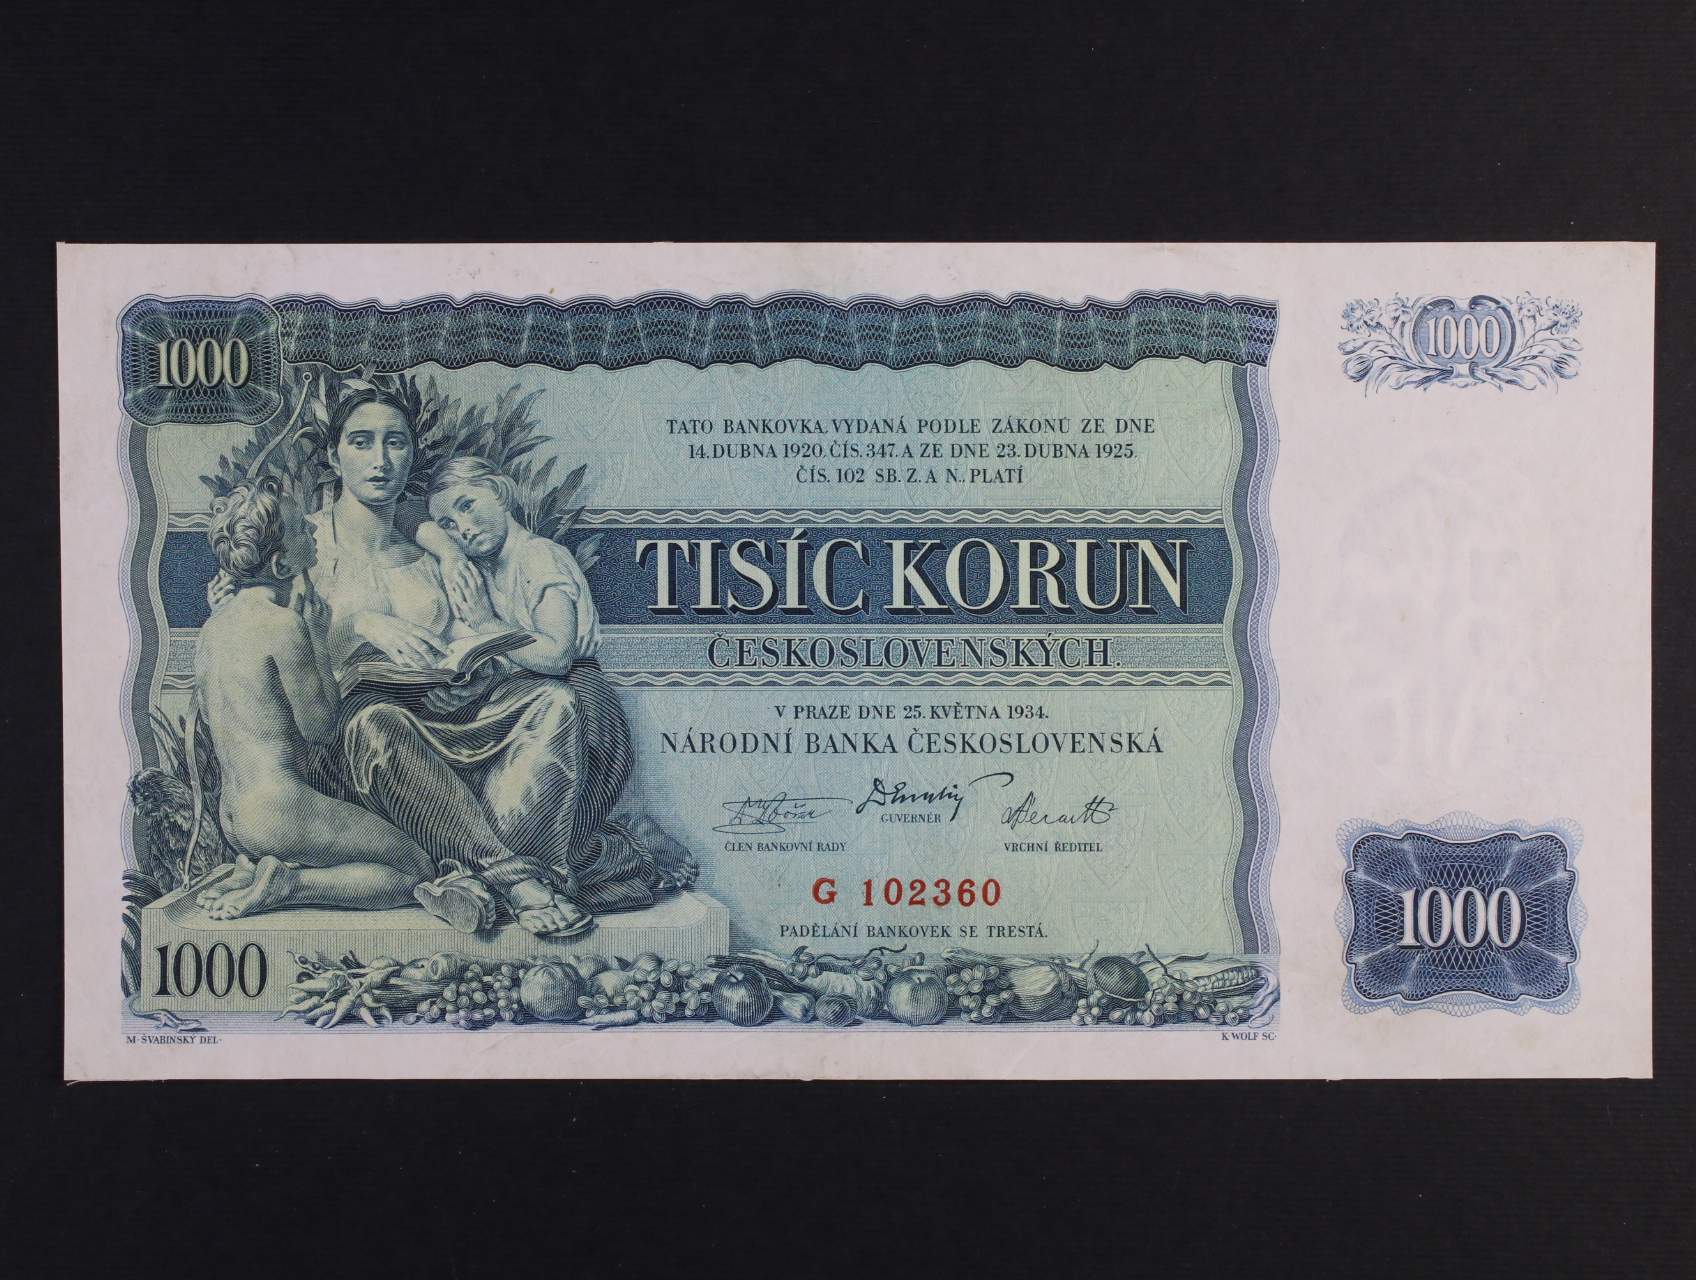 1000
1000
TATO BANKOVKA, VYDANÁ PODLE ZÁKONŮ ZE DNE
14. DUBNA 1920, ČÍS. 347, A ZE DNE 23. DUBNA 1925,
ČÍS. 102 SB. Z. A N., PLATÍ
TISÍC KORUN
ČESKOSLOVENSKÝCH.
V PRAZE DNE 25. KVĚTNA 1934.
NÁRODNÍ BANKA ČESKOSLOVENSKÁ
GUVERNÉR
ČLEN BANKOVNÍ RADY
VRCHNÍ ŘEDITEL
G 102360
PADĚLÁNÍ BANKOVEK SE TRESTÁ.
1000
1000
M·ŠVABINSKÝ DEL·
K·WOLF SC·